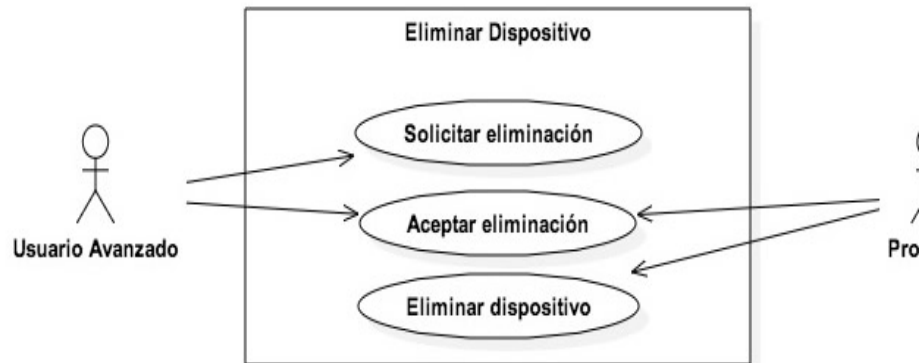 Eliminar Dispositivo
Solicitar eliminación
Aceptar eliminación
Usuario Avanzado
Eliminar dispositivo